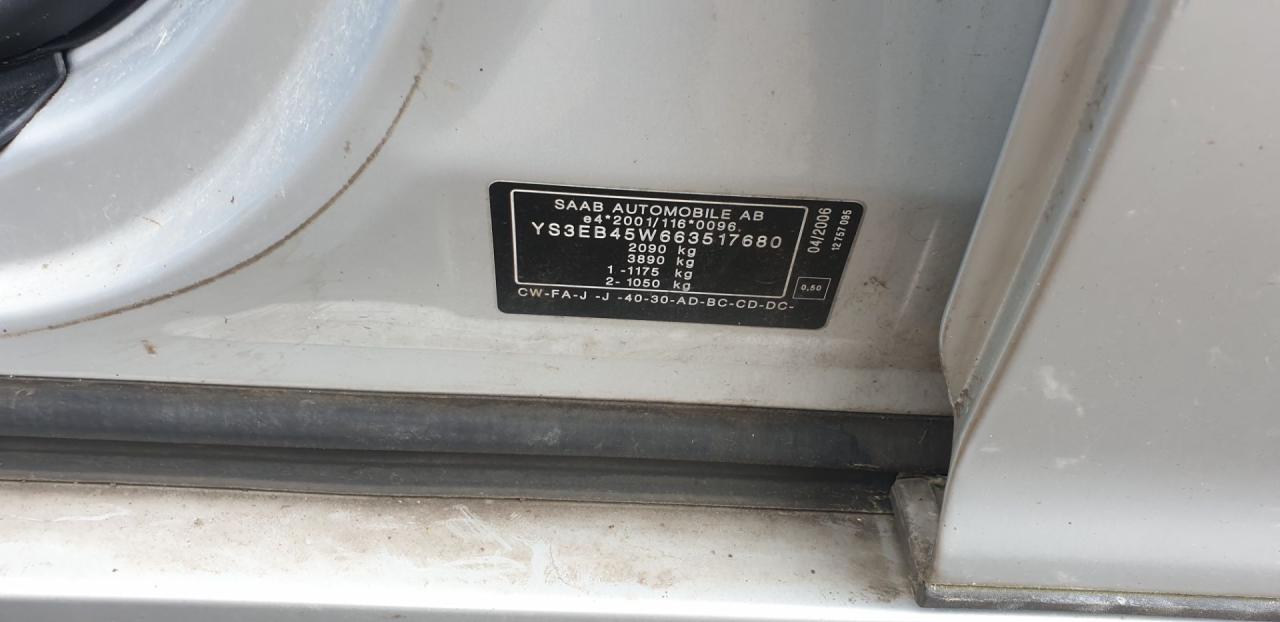 SAAB AUTOMOBILE AB
e4*2001/116*0096.
YS3EB45W663517680
2090 kg
3890 kg
1 -1175 kg
2- 1050 kg
CW-FA-J -J -40-30-AD-BC-CD-DC-
04/2006
12757095
0,50